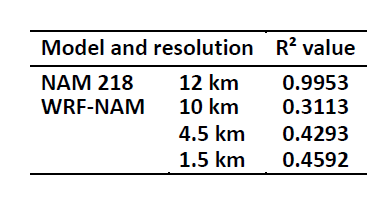 Model and resolution R² value
NAM 218 12 km 0.9953
WRF-NAM 10 km 0.3113
4.5 km 0.4293
1.5 km 0.4592